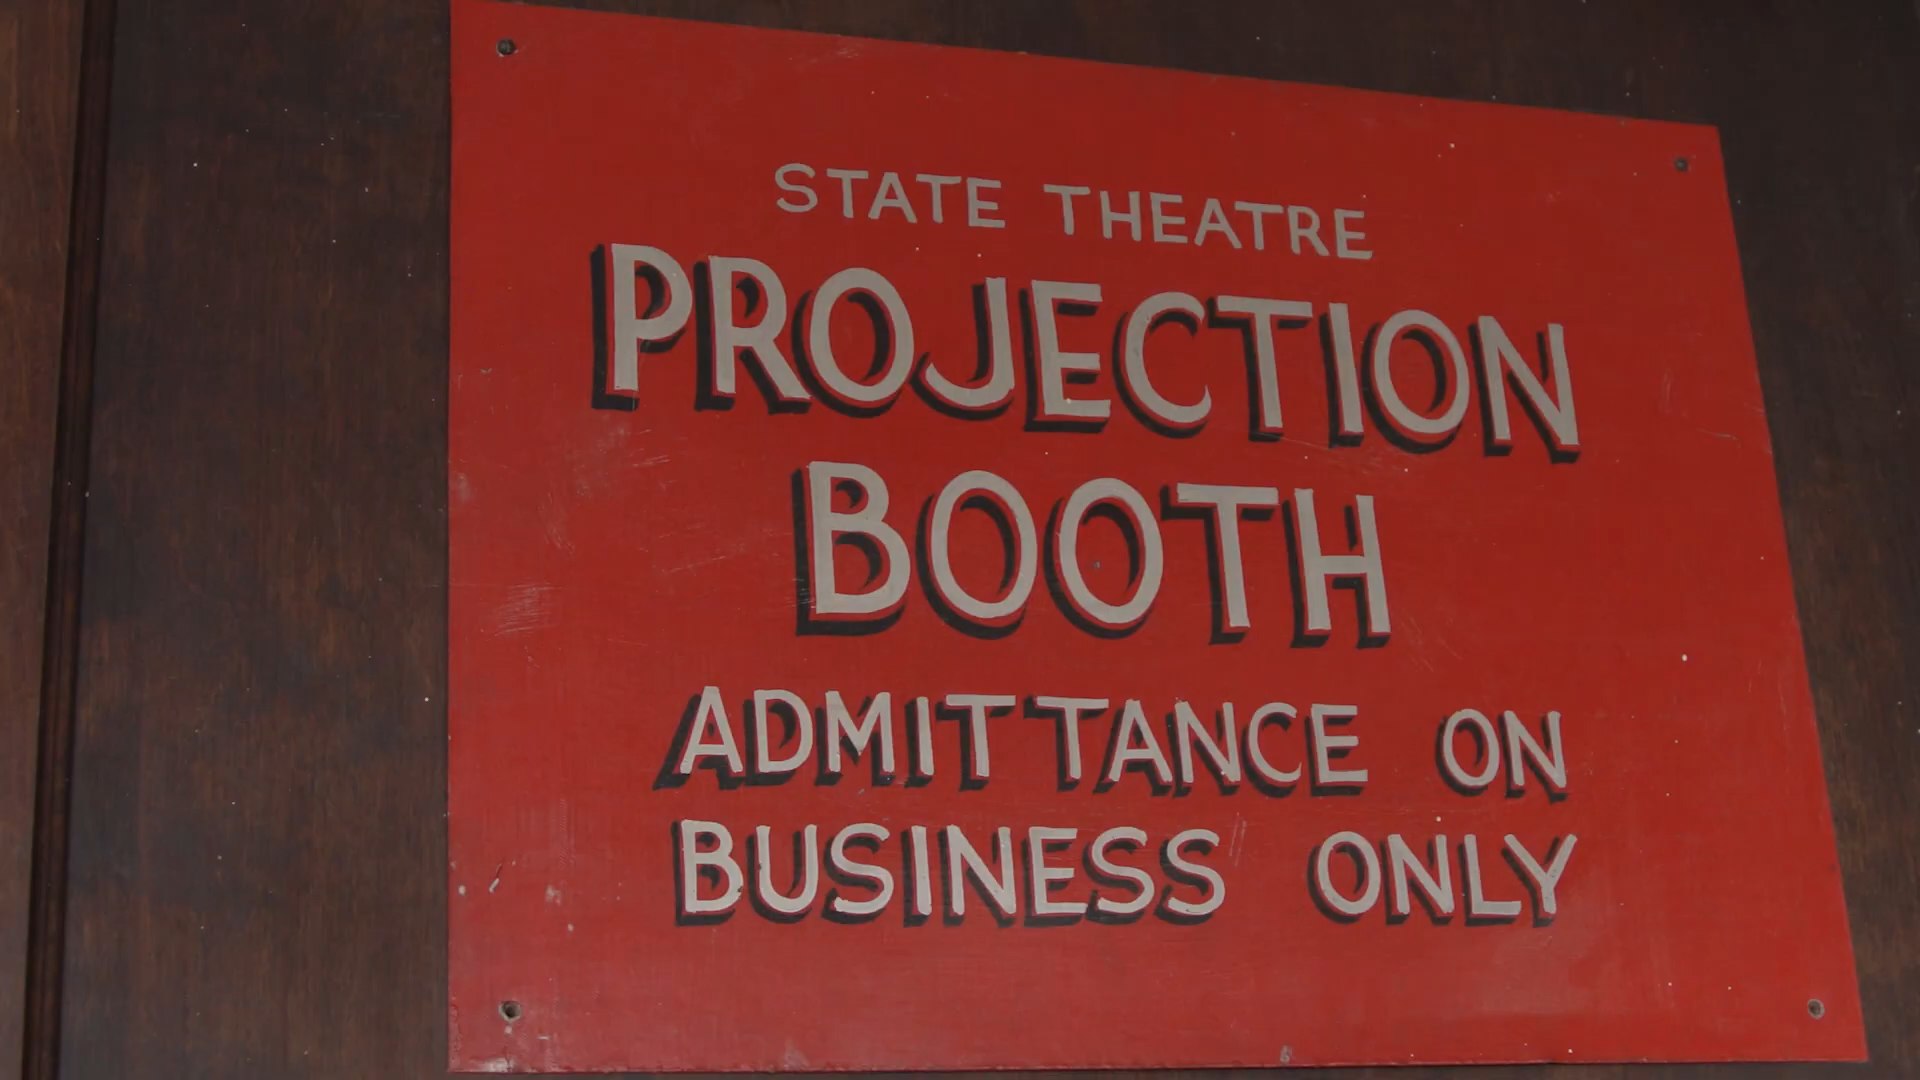 STATE THEATRE
PROJECTION
BOOTH
ADMITTANCE ON
BUSINESS ONLY